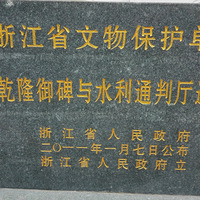 浙江省文物保护单
乾隆御碑与水利通判厅遗
浙江省人民政府
二〇一一年一月七日公布
浙江省人民政府立